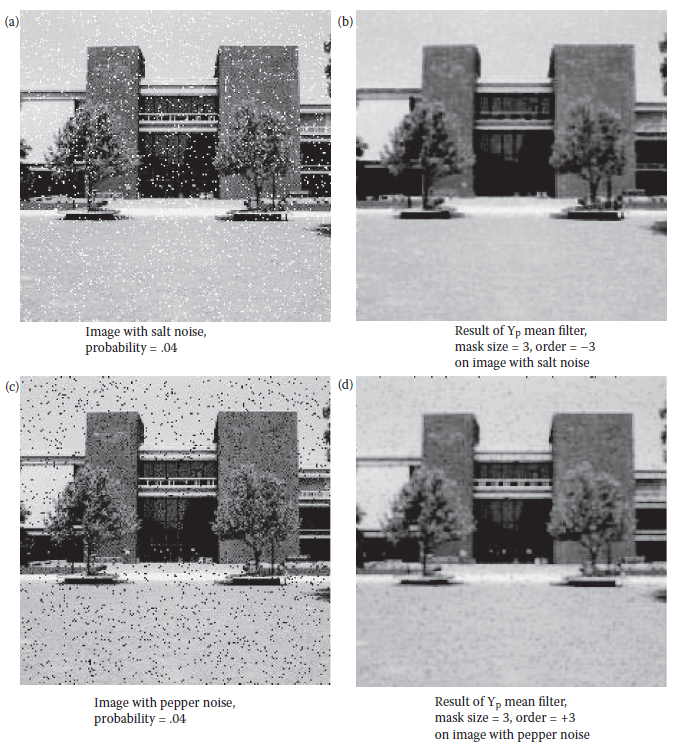 (a)
(b)
Image with salt noise,
probability = .04
Result of Yp mean filter,
mask size = 3, order = −3
on image with salt noise
(c)
(d)
Image with pepper noise,
probability = .04
Result of Yp mean filter,
mask size = 3, order = +3
on image with pepper noise